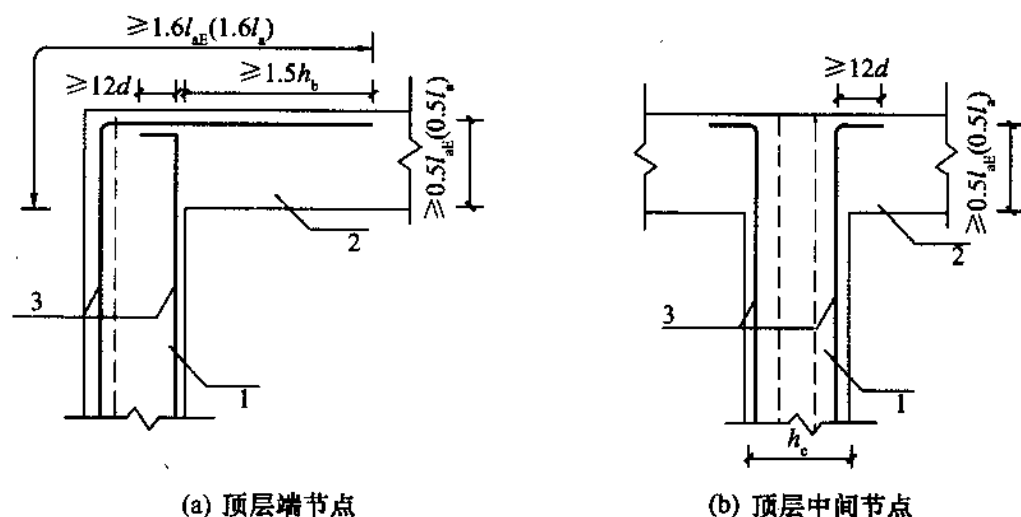 ≥1.6l_aE(1.6l_a)
≥12d
≥1.5h_b
≥0.5l_aE(0.5l_a)
2
3
1
(a) 顶层端节点
≥12d
≥0.5l_aE(0.5l_a)
2
3
1
h_c
(b) 顶层中间节点